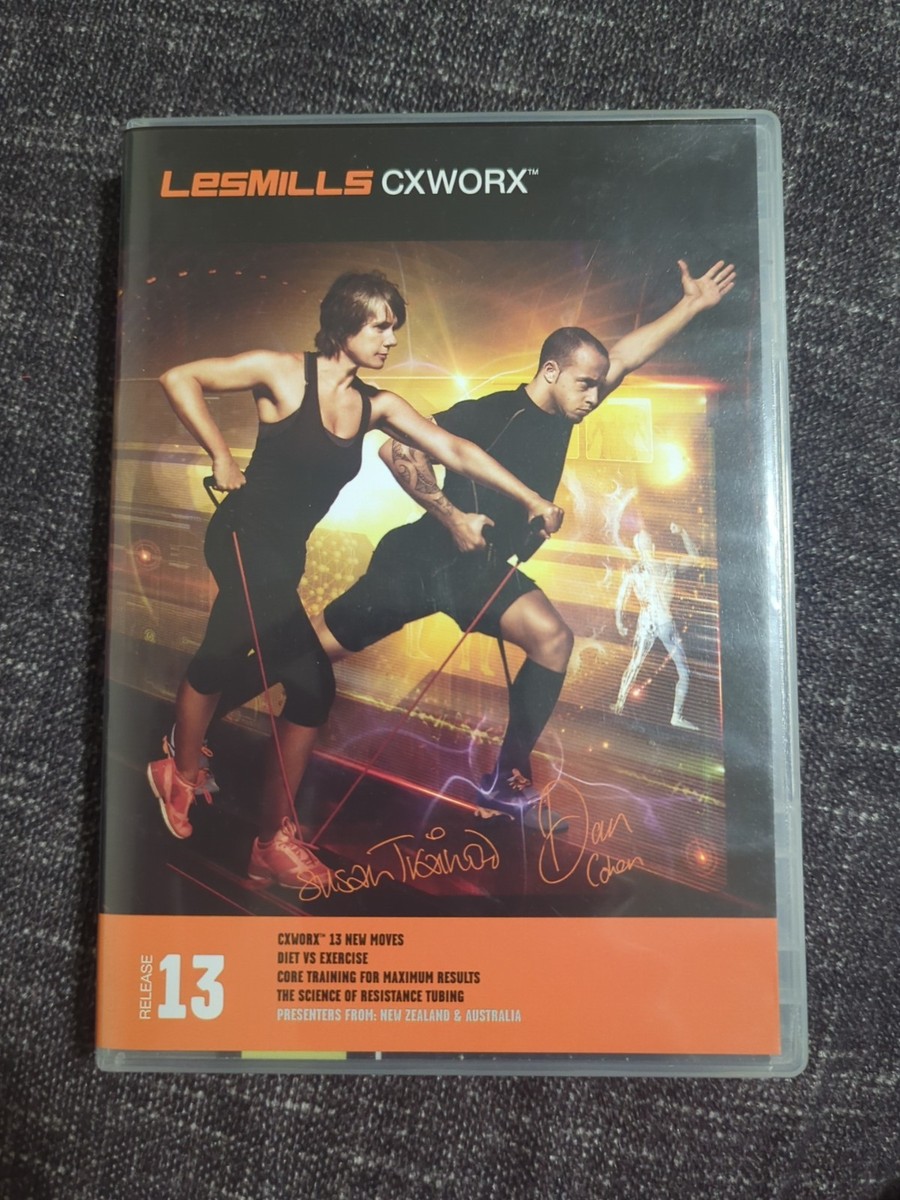 LESMILLS CXWORX™
Susan Trainor Dan
Cohen
RELEASE 13
CXWORX™ 13 NEW MOVES
DIET VS EXERCISE
CORE TRAINING FOR MAXIMUM RESULTS
THE SCIENCE OF RESISTANCE TUBING
PRESENTERS FROM: NEW ZEALAND & AUSTRALIA